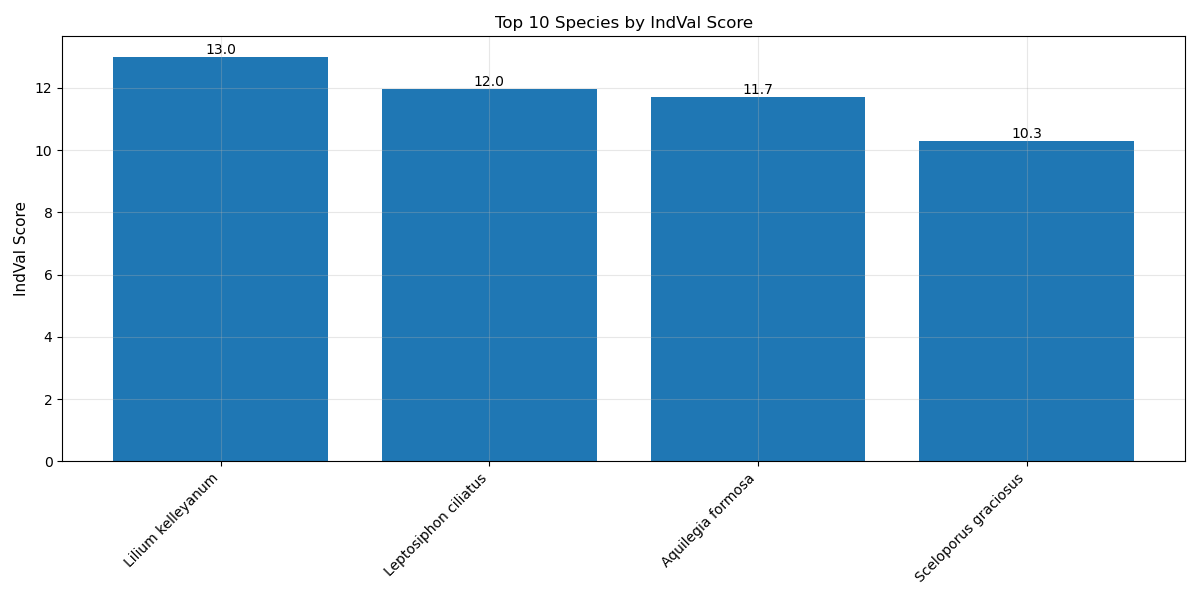 Top 10 Species by IndVal Score
IndVal Score
12
10
8
6
4
2
0
13.0
12.0
11.7
10.3
Lilium kelleyanum
Leptosiphon ciliatus
Aquilegia formosa
Sceloporus graciosus